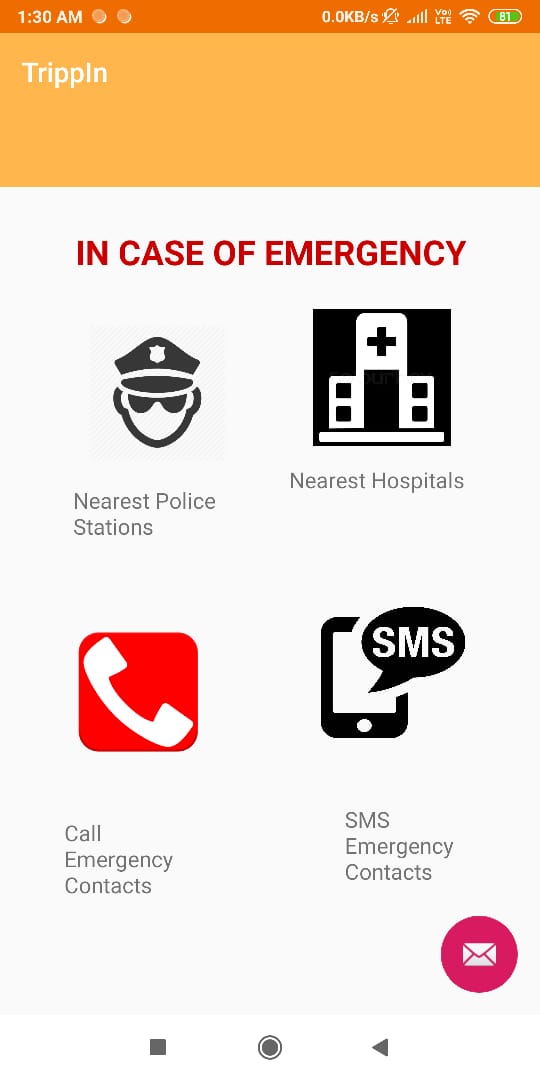 1:30 AM 0.0KB/s Vo) LTE 81
TrippIn
IN CASE OF EMERGENCY
Nearest Police
Stations
Nearest Hospitals
SMS
Call
Emergency
Contacts
SMS
Emergency
Contacts